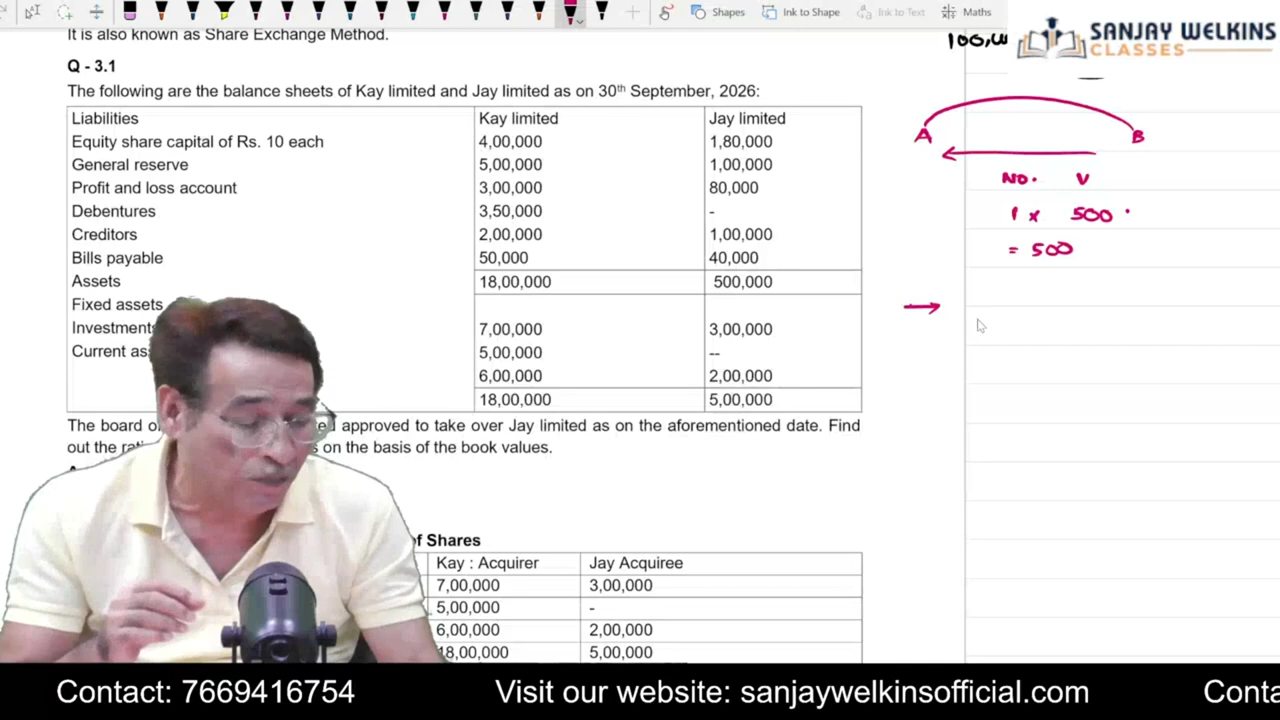 Shapes Ink to Shape Ink to Text Maths
It is also known as Share Exchange Method.
100,
SANJAY WELKINS
CLASSES
Q - 3.1
The following are the balance sheets of Kay limited and Jay limited as on 30th September, 2026:
Liabilities Kay limited Jay limited
Equity share capital of Rs. 10 each 4,00,000 1,80,000
General reserve 5,00,000 1,00,000
Profit and loss account 3,00,000 80,000
Debentures 3,50,000 -
Creditors 2,00,000 1,00,000
Bills payable 50,000 40,000
Assets 18,00,000 500,000
Fixed assets
Investments 7,00,000 3,00,000
Current 5,00,000 --
6,00,000 2,00,000
18,00,000 5,00,000
The board approved to take over Jay limited as on the aforementioned date. Find
out the on the basis of the book values.
of Shares
Kay : Acquirer Jay Acquiree
7,00,000 3,00,000
5,00,000 -
6,00,000 2,00,000
18,00,000 5,00,000
A B
NO. V
1 x 500
= 500
Contact: 7669416754 Visit our website: sanjaywelkinsofficial.com Conta